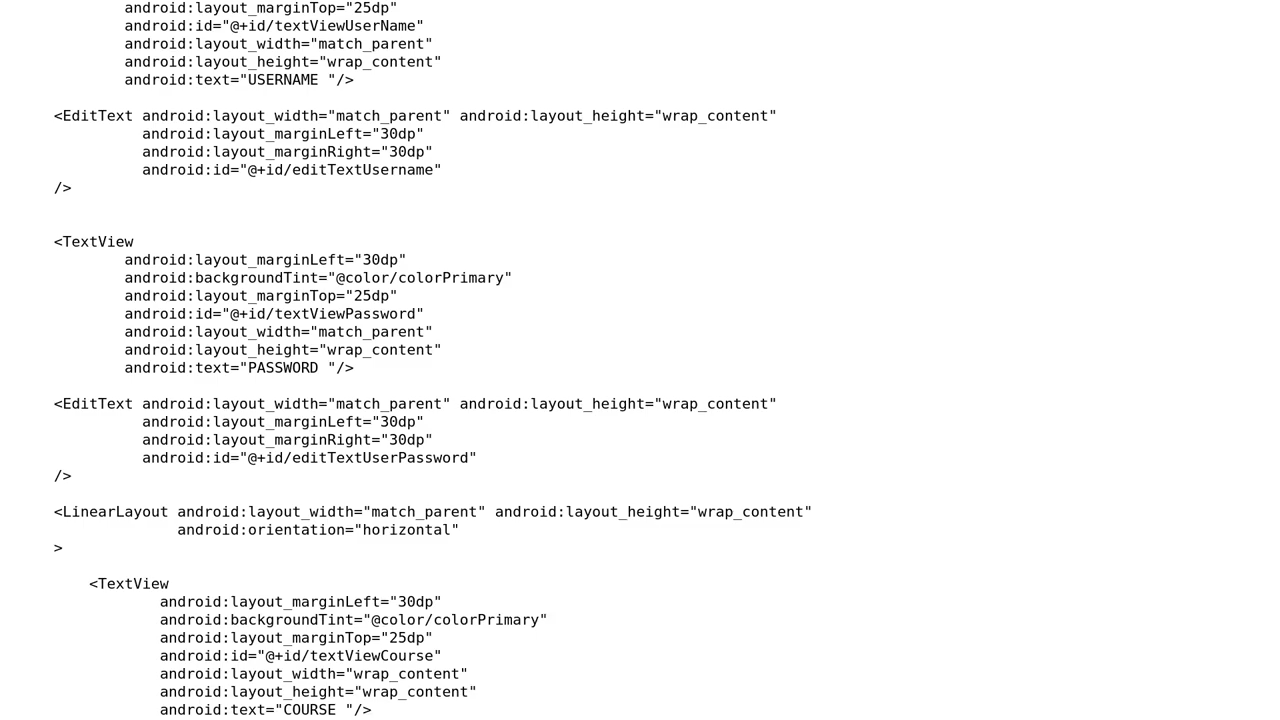 android:layout_marginTop="25dp"
android:id="@+id/textViewUserName"
android:layout_width="match_parent"
android:layout_height="wrap_content"
android:text="USERNAME "/>
<EditText android:layout_width="match_parent" android:layout_height="wrap_content"
android:layout_marginLeft="30dp"
android:layout_marginRight="30dp"
android:id="@+id/editTextUsername"
/>
<TextView
android:layout_marginLeft="30dp"
android:backgroundTint="@color/colorPrimary"
android:layout_marginTop="25dp"
android:id="@+id/textViewPassword"
android:layout_width="match_parent"
android:layout_height="wrap_content"
android:text="PASSWORD "/>
<EditText android:layout_width="match_parent" android:layout_height="wrap_content"
android:layout_marginLeft="30dp"
android:layout_marginRight="30dp"
android:id="@+id/editTextUserPassword"
/>
<LinearLayout android:layout_width="match_parent" android:layout_height="wrap_content"
android:orientation="horizontal"
>
<TextView
android:layout_marginLeft="30dp"
android:backgroundTint="@color/colorPrimary"
android:layout_marginTop="25dp"
android:id="@+id/textViewCourse"
android:layout_width="wrap_content"
android:layout_height="wrap_content"
android:text="COURSE "/>